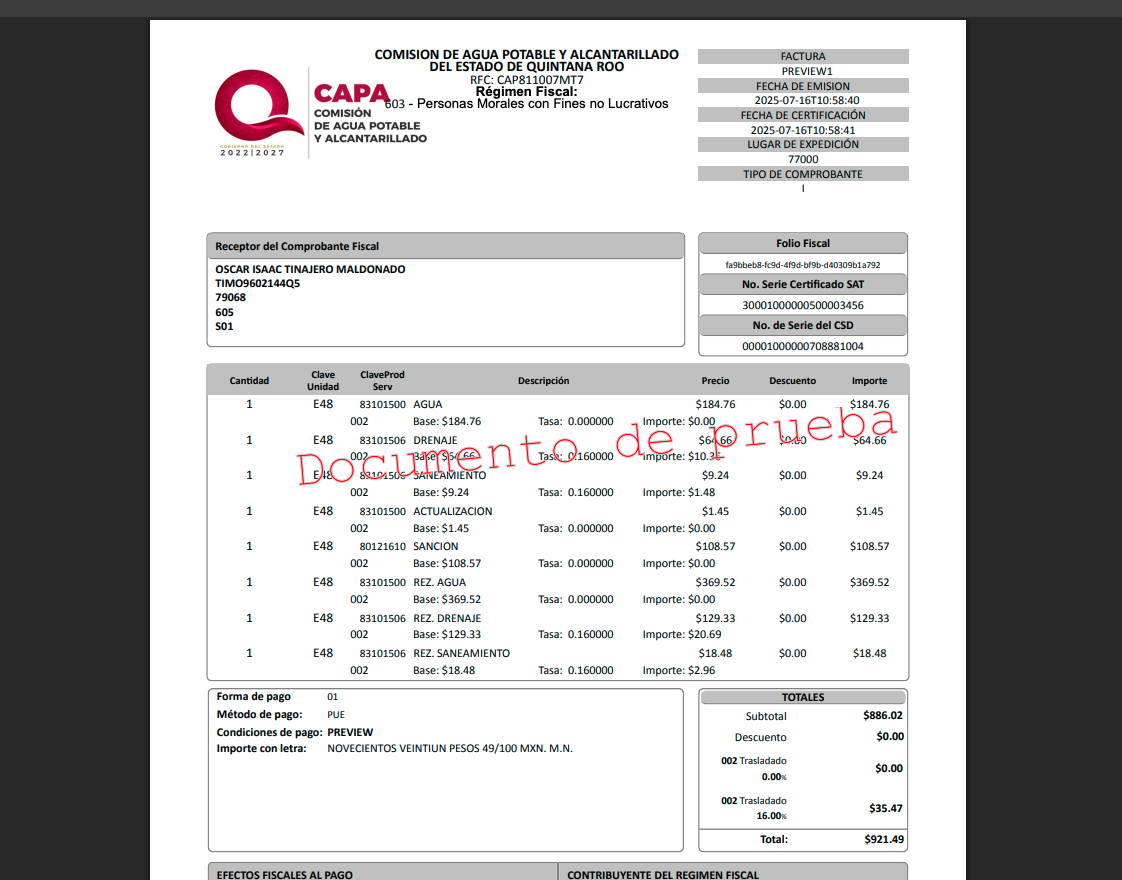 COMISION DE AGUA POTABLE Y ALCANTARILLADO
DEL ESTADO DE QUINTANA ROO
RFC: CAP811007MT7
Régimen Fiscal:
603 - Personas Morales con Fines no Lucrativos
CAPA
COMISIÓN
DE AGUA POTABLE
Y ALCANTARILLADO
GOBIERNO DEL ESTADO
2022|2027
FACTURA
PREVIEW1
FECHA DE EMISION
2025-07-16T10:58:40
FECHA DE CERTIFICACIÓN
2025-07-16T10:58:41
LUGAR DE EXPEDICIÓN
77000
TIPO DE COMPROBANTE
I
Receptor del Comprobante Fiscal
OSCAR ISAAC TINAJERO MALDONADO
TIMO9602144Q5
79068
605
S01
Folio Fiscal
fa9bbeb8-fc9d-4f9d-bf9b-d40309b1a792
No. Serie Certificado SAT
30001000000500003456
No. de Serie del CSD
00001000000708881004
Cantidad Clave Unidad ClaveProd Serv Descripción Precio Descuento Importe
1 E48 83101500 AGUA $184.76 $0.00 $184.76
002 Base: $184.76 Tasa: 0.000000 Importe: $0.00
1 E48 83101506 DRENAJE $64.66 $0.00 $64.66
002 Base: $64.66 Tasa: 0.160000 Importe: $10.35
1 E48 83101506 SANEAMIENTO $9.24 $0.00 $9.24
002 Base: $9.24 Tasa: 0.160000 Importe: $1.48
1 E48 83101500 ACTUALIZACION $1.45 $0.00 $1.45
002 Base: $1.45 Tasa: 0.000000 Importe: $0.00
1 E48 80121610 SANCION $108.57 $0.00 $108.57
002 Base: $108.57 Tasa: 0.000000 Importe: $0.00
1 E48 83101500 REZ. AGUA $369.52 $0.00 $369.52
002 Base: $369.52 Tasa: 0.000000 Importe: $0.00
1 E48 83101506 REZ. DRENAJE $129.33 $0.00 $129.33
002 Base: $129.33 Tasa: 0.160000 Importe: $20.69
1 E48 83101506 REZ. SANEAMIENTO $18.48 $0.00 $18.48
002 Base: $18.48 Tasa: 0.160000 Importe: $2.96
Documento de prueba
Forma de pago 01
Método de pago: PUE
Condiciones de pago: PREVIEW
Importe con letra: NOVECIENTOS VEINTIUN PESOS 49/100 MXN. M.N.
TOTALES
Subtotal $886.02
Descuento $0.00
002 Trasladado 0.00% $0.00
002 Trasladado 16.00% $35.47
Total: $921.49
EFECTOS FISCALES AL PAGO
CONTRIBUYENTE DEL REGIMEN FISCAL